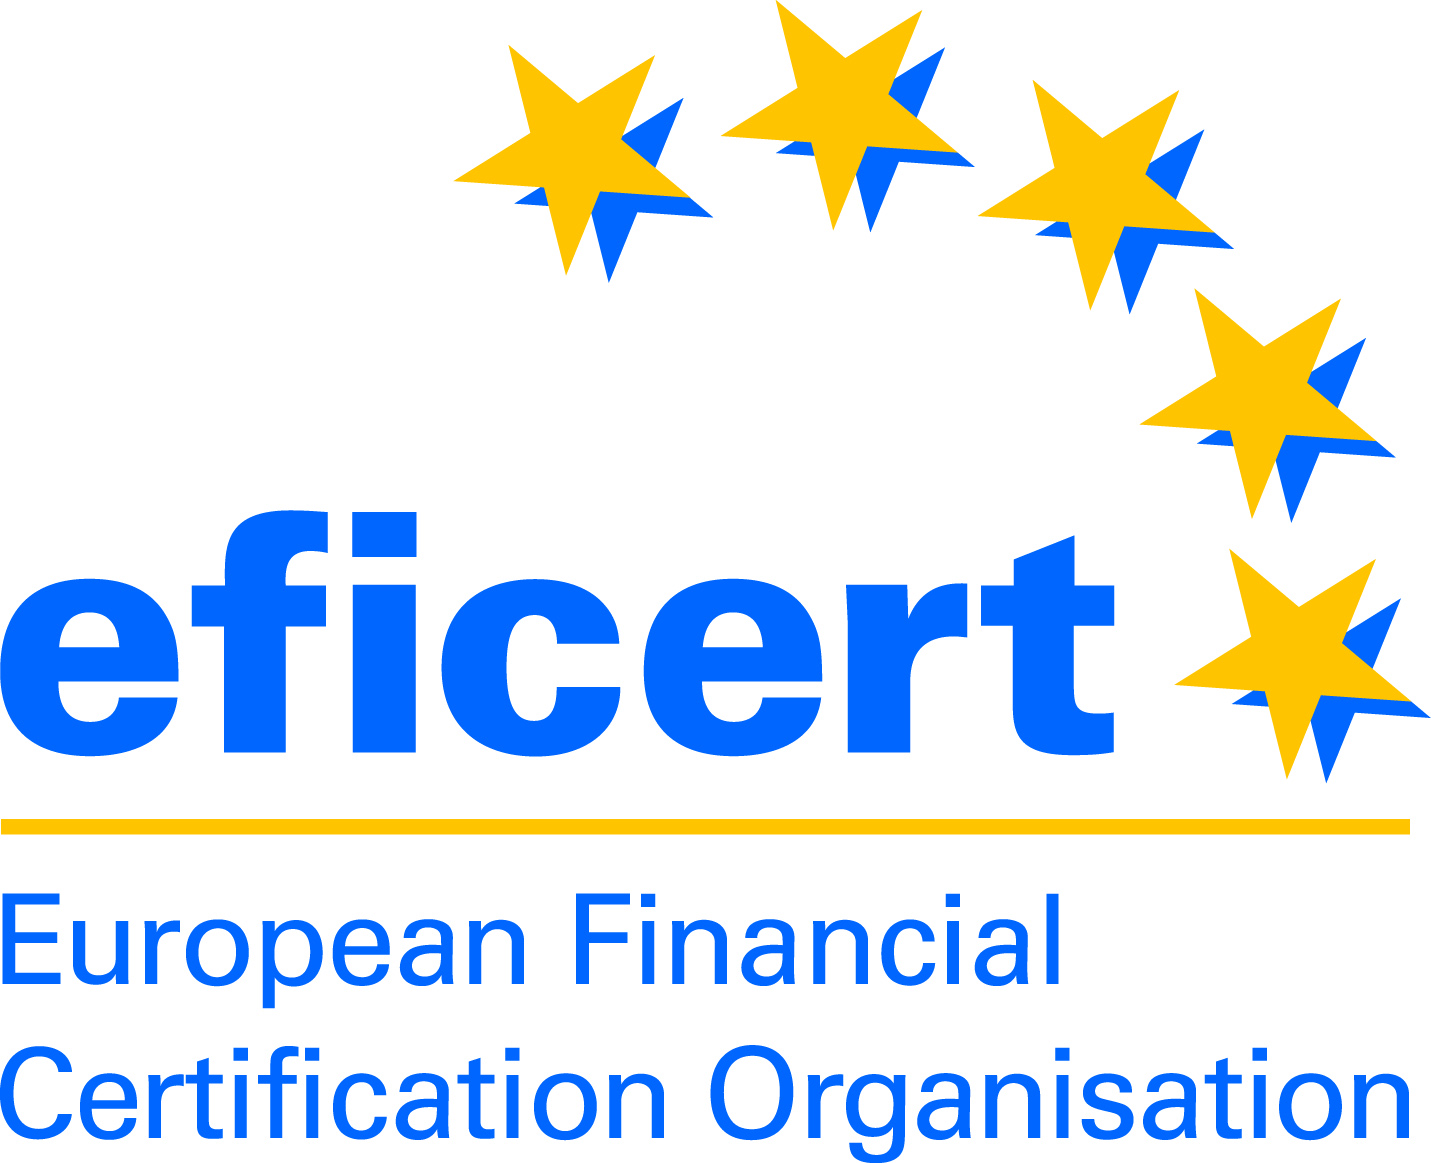 eficert
European Financial
Certification Organisation